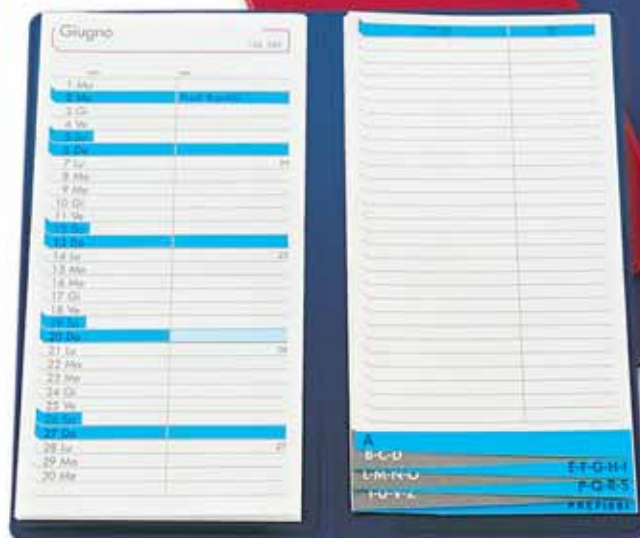 Giugno
1 Ma
2 Me
3 Gi
4 Ve
5 Sa
6 Do
7 Lu
8 Ma
9 Me
10 Gi
11 Ve
12 Sa
13 Do
14 Lu
15 Ma
16 Me
17 Gi
18 Ve
19 Sa
20 Do
21 Lu
22 Ma
23 Me
24 Gi
25 Ve
26 Sa
27 Do
28 Lu
29 Ma
30 Me
A
B-C-D
E-F-G-H-I
L-M-N-O
P-Q-R-S
T-U-V-Z
PREFISSI